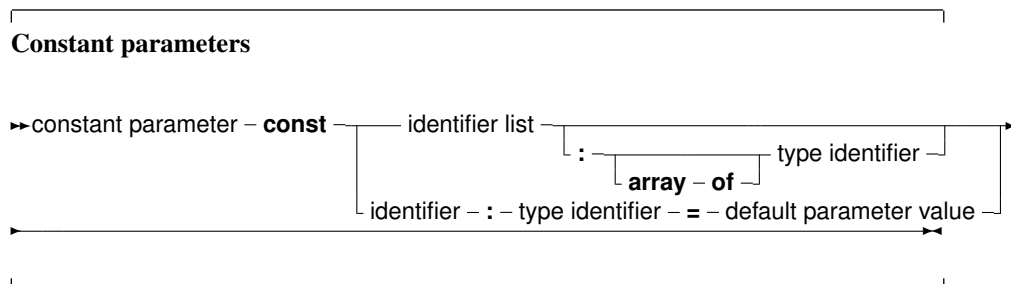 Constant parameters
constant parameter const identifier list
: type identifier
array of
identifier : type identifier = default parameter value